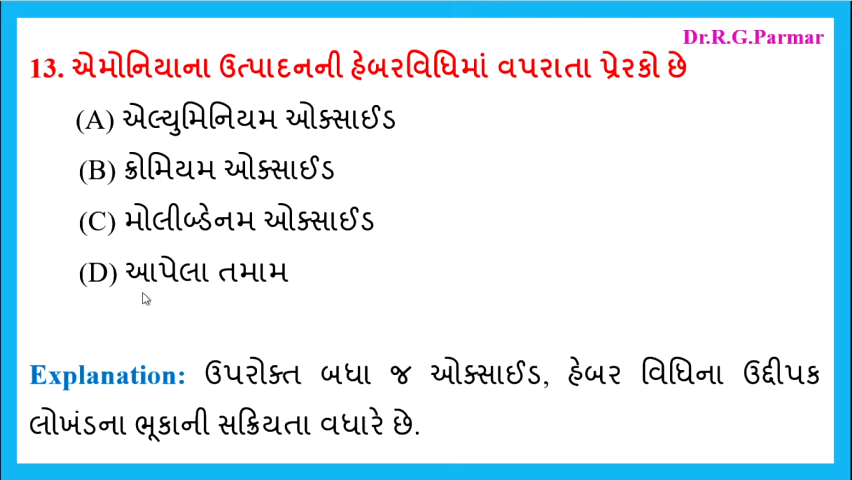 Dr.R.G.Parmar
13. એમોનિયાના ઉત્પાદનની હેબરવિધિમાં વપરાતા પ્રેરકો છે
(A) એલ્યુમિનિયમ ઓક્સાઈડ
(B) ક્રોમિયમ ઓક્સાઈડ
(C) મોલીબ્ડેનમ ઓક્સાઈડ
(D) આપેલા તમામ
Explanation: ઉપરોક્ત બધા જ ઓક્સાઈડ, હેબર વિધિના ઉદ્દીપક
લોખંડના ભૂકાની સક્રિયતા વધારે છે.